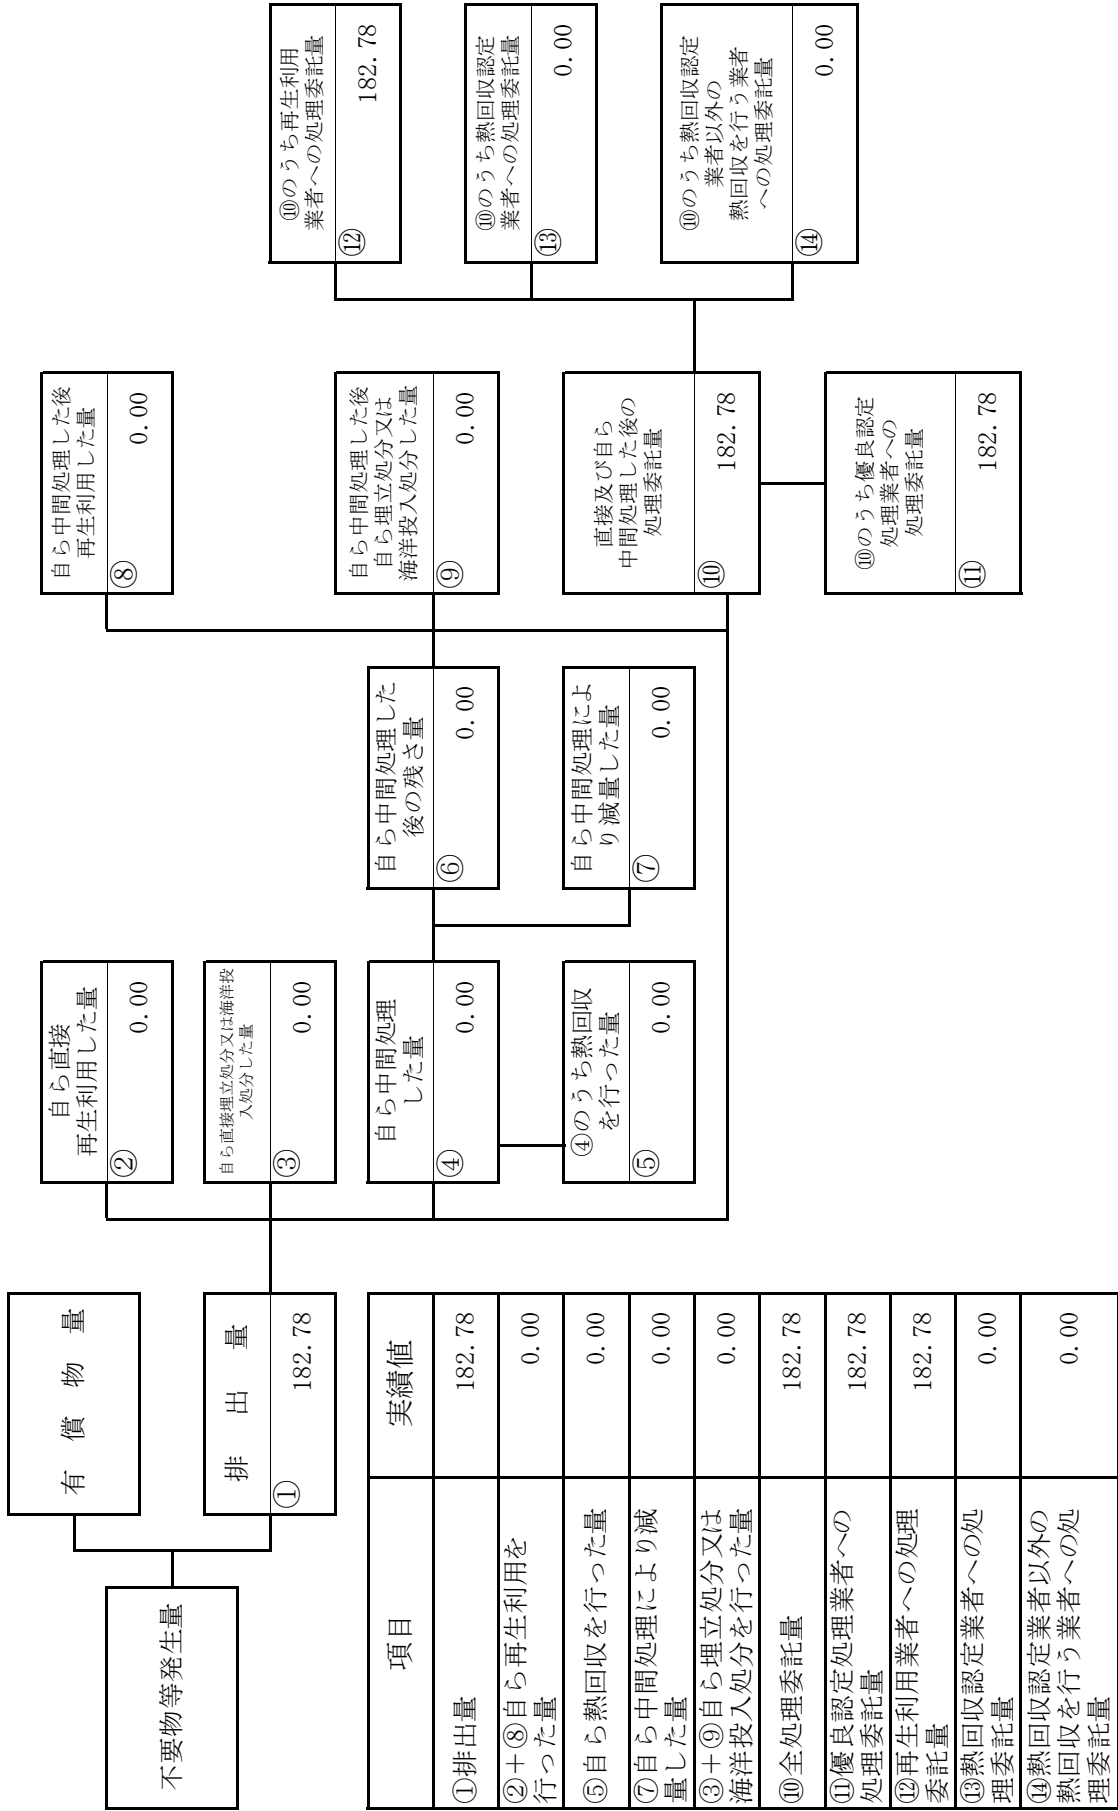 不要物等発生量
有 償 物 量
排 出 量
①
182.78
自ら直接
再生利用した量
②
0.00
自ら直接埋立処分又は海洋投
入処分した量
③
0.00
自ら中間処理
した量
④
0.00
④のうち熱回収
を行った量
⑤
0.00
自ら中間処理した
後の残さ量
⑥
0.00
自ら中間処理によ
り減量した量
⑦
0.00
自ら中間処理した後
再生利用した量
⑧
0.00
自ら中間処理した後
自ら埋立処分又は
海洋投入処分した量
⑨
0.00
直接及び自ら
中間処理した後の
処理委託量
⑩
182.78
⑩のうち優良認定
処理業者への
処理委託量
⑪
182.78
⑩のうち再生利用
業者への処理委託量
⑫
182.78
⑩のうち熱回収認定
業者への処理委託量
⑬
0.00
⑩のうち熱回収認定
業者以外の
熱回収を行う業者
への処理委託量
⑭
0.00
項目
実績値
①排出量
182.78
②+⑧自ら再生利用を
行った量
0.00
⑤自ら熱回収を行った量
0.00
⑦自ら中間処理により減
量した量
0.00
③+⑨自ら埋立処分又は
海洋投入処分を行った量
0.00
⑩全処理委託量
182.78
⑪優良認定処理業者への
処理委託量
182.78
⑫再生利用業者への処理
委託量
182.78
⑬熱回収認定業者への処
理委託量
0.00
⑭熱回収認定業者以外の
熱回収を行う業者への処
理委託量
0.00